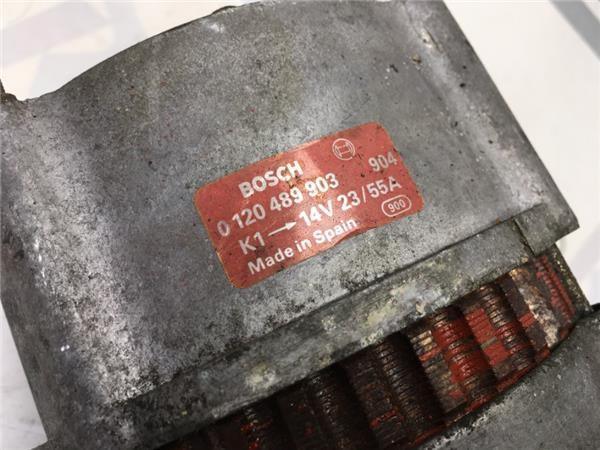 BOSCH
0 120 489 903 904
K1→14V 23/55A
Made in Spain 900